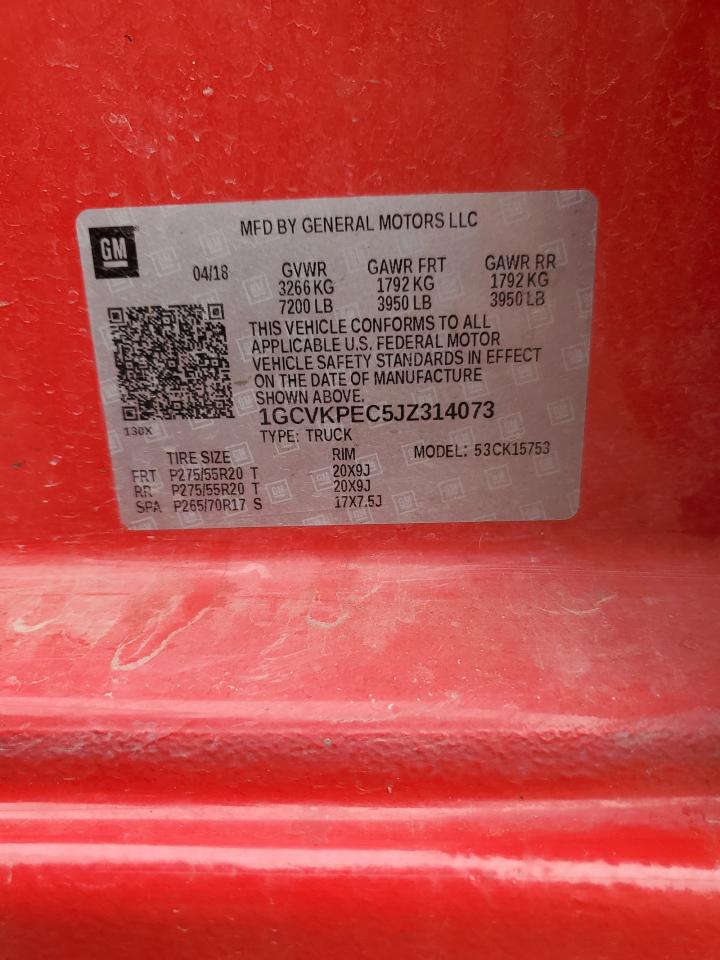 MFD BY GENERAL MOTORS LLC
GM
04/18
GVWR GAWR FRT GAWR RR
3266 KG 1792 KG 1792 KG
7200 LB 3950 LB 3950 LB
THIS VEHICLE CONFORMS TO ALL
APPLICABLE U.S. FEDERAL MOTOR
VEHICLE SAFETY STANDARDS IN EFFECT
ON THE DATE OF MANUFACTURE
SHOWN ABOVE.
1GCVKPEC5JZ314073
130X
TYPE: TRUCK
TIRE SIZE RIM MODEL: 53CK15753
FRT P275/55R20 T 20X9J
RR P275/55R20 T 20X9J
SPA P265/70R17 S 17X7.5J